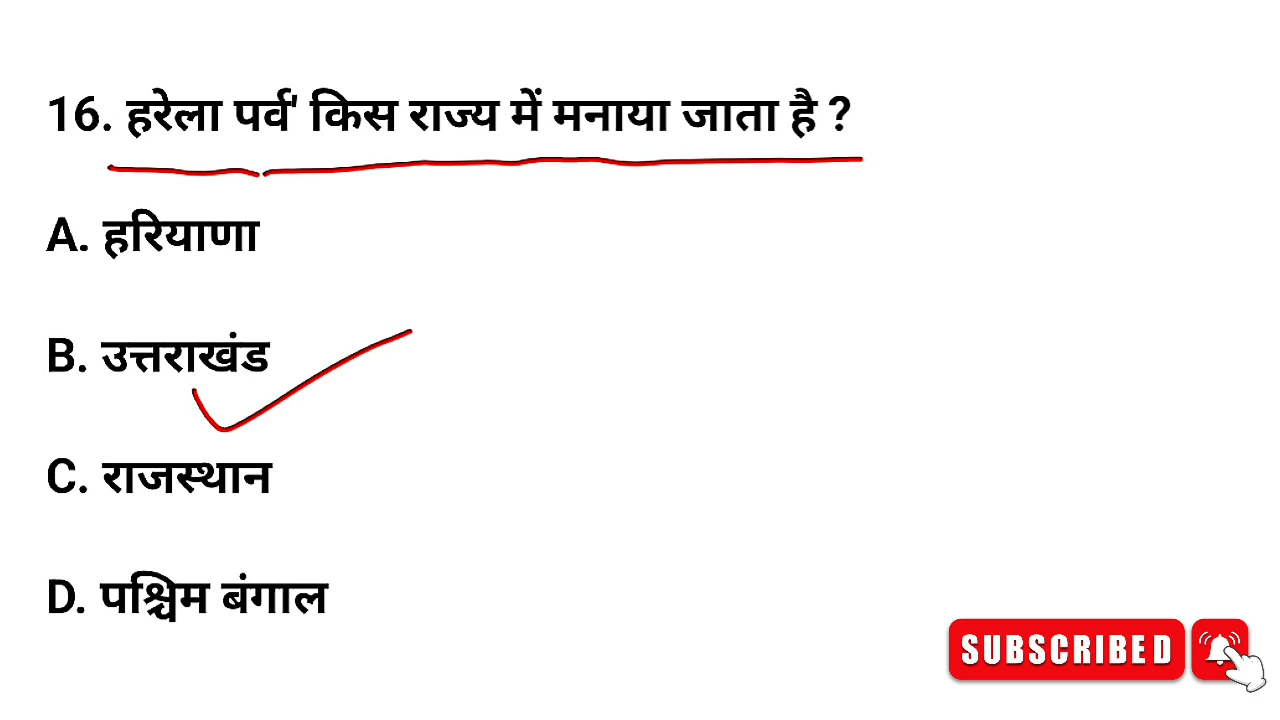 16. हरेला पर्व' किस राज्य में मनाया जाता है ?
A. हरियाणा
B. उत्तराखंड
C. राजस्थान
D. पश्चिम बंगाल
SUBSCRIBED